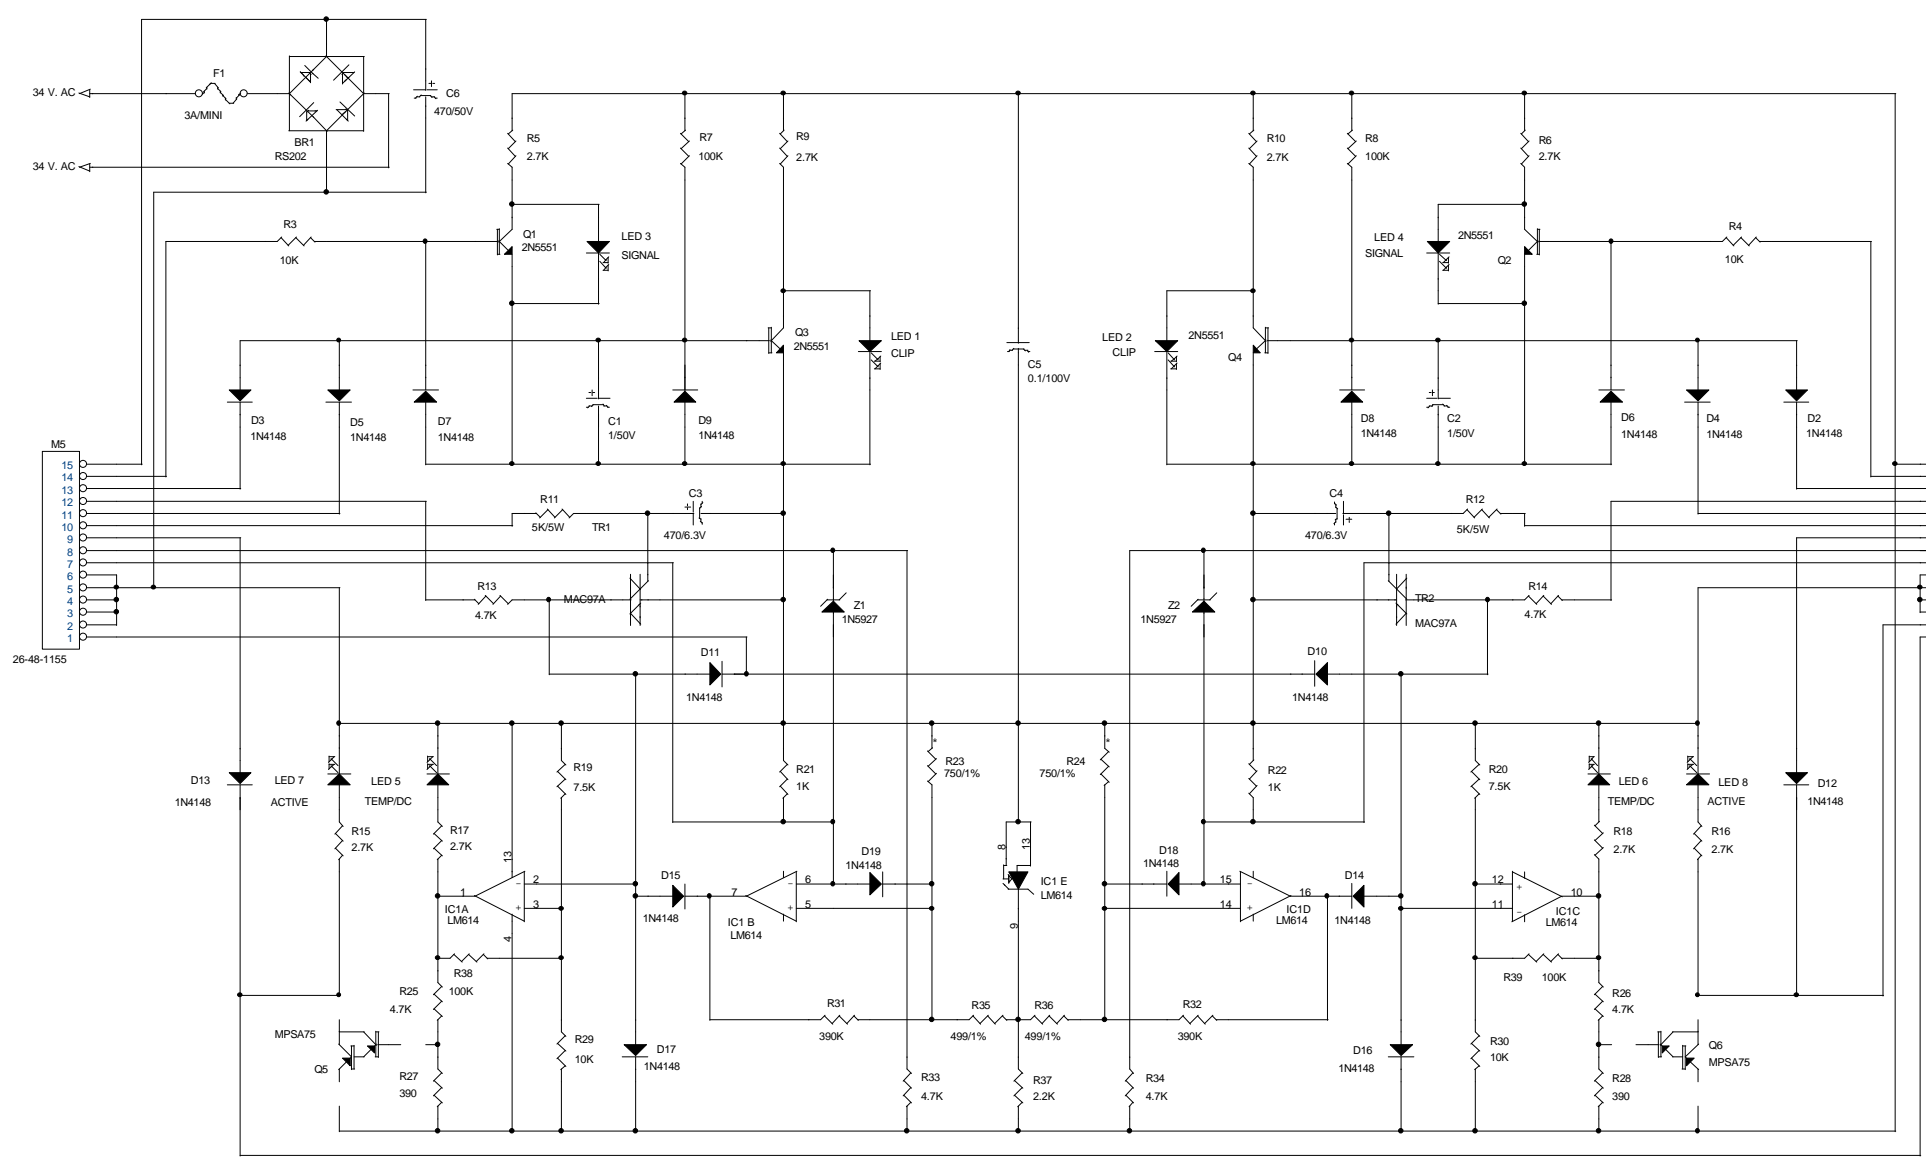 34 V. AC
F1
3A/MINI
BR1
RS202
34 V. AC
+
C6
470/50V
R5
2.7K
R7
100K
R9
2.7K
R10
2.7K
R8
100K
R6
2.7K
R3
10K
Q1
2N5551
LED 3
SIGNAL
LED 4
SIGNAL
2N5551
Q2
R4
10K
Q3
2N5551
LED 1
CLIP
C5
0.1/100V
LED 2
CLIP
2N5551
Q4
D3
1N4148
D5
1N4148
D7
1N4148
+
C1
1/50V
D9
1N4148
D8
1N4148
+
C2
1/50V
D6
1N4148
D4
1N4148
D2
1N4148
M5
15
14
13
12
11
10
9
8
7
6
5
4
3
2
1
26-48-1155
R11
5K/5W
TR1
C3
+
470/6.3V
C4
+
470/6.3V
R12
5K/5W
R13
4.7K
MAC97A
Z1
1N5927
Z2
1N5927
TR2
MAC97A
R14
4.7K
D11
1N4148
D10
1N4148
D13
1N4148
LED 7
ACTIVE
LED 5
TEMP/DC
R19
7.5K
R21
1K
*
R23
750/1%
*
R24
750/1%
R22
1K
R20
7.5K
LED 6
TEMP/DC
LED 8
ACTIVE
D12
1N4148
R15
2.7K
R17
2.7K
13
1
-
2
+
3
4
IC1A
LM614
D15
1N4148
7
-
6
+
5
IC1 B
LM614
D19
1N4148
8
13
IC1 E
LM614
9
D18
1N4148
15
-
14
+
16
IC1D
LM614
D14
1N4148
12
+
11
-
10
IC1C
LM614
R18
2.7K
R16
2.7K
R38
100K
R25
4.7K
R39
100K
R26
4.7K
MPSA75
Q5
R27
390
R29
10K
D17
1N4148
R31
390K
R35
499/1%
R36
499/1%
R32
390K
R33
4.7K
R37
2.2K
R34
4.7K
D16
1N4148
R30
10K
R28
390
Q6
MPSA75